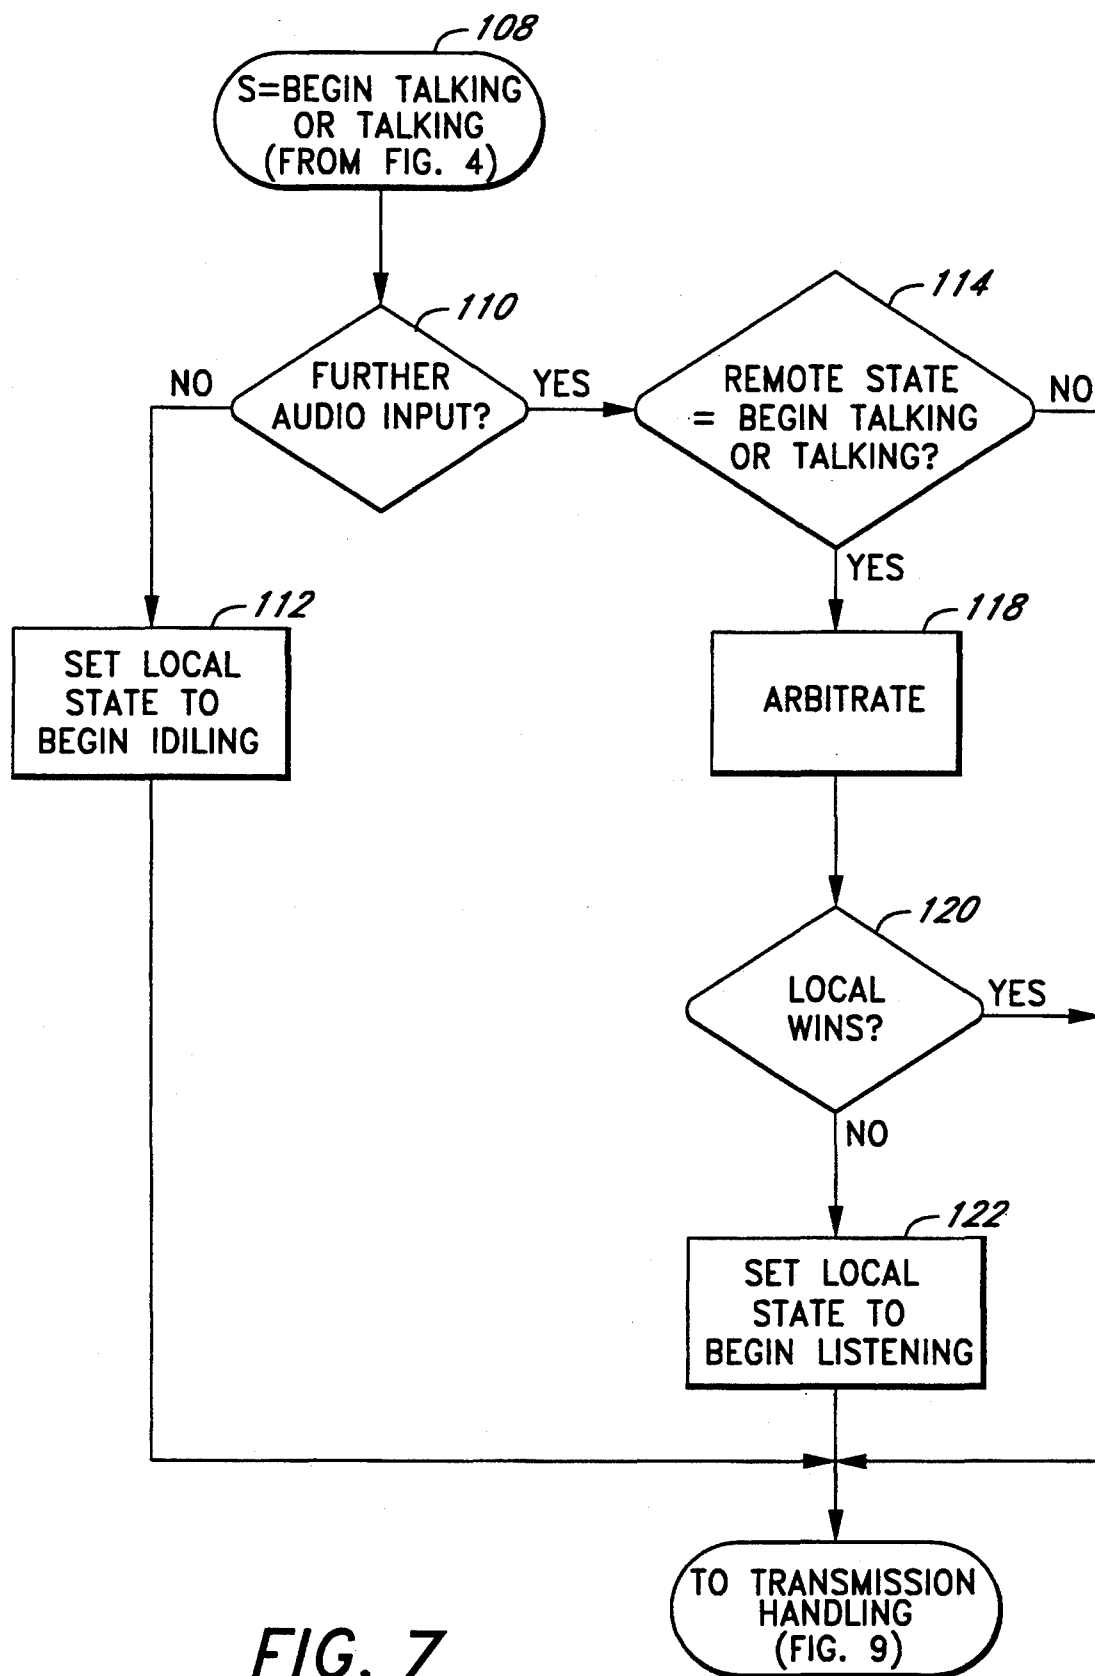 108
S=BEGIN TALKING
OR TALKING
(FROM FIG. 4)
110
FURTHER
AUDIO INPUT?
NO
YES
114
REMOTE STATE
= BEGIN TALKING
OR TALKING?
NO
YES
112
SET LOCAL
STATE TO
BEGIN IDILING
118
ARBITRATE
120
LOCAL
WINS?
YES
NO
122
SET LOCAL
STATE TO
BEGIN LISTENING
TO TRANSMISSION
HANDLING
(FIG. 9)
FIG. 7